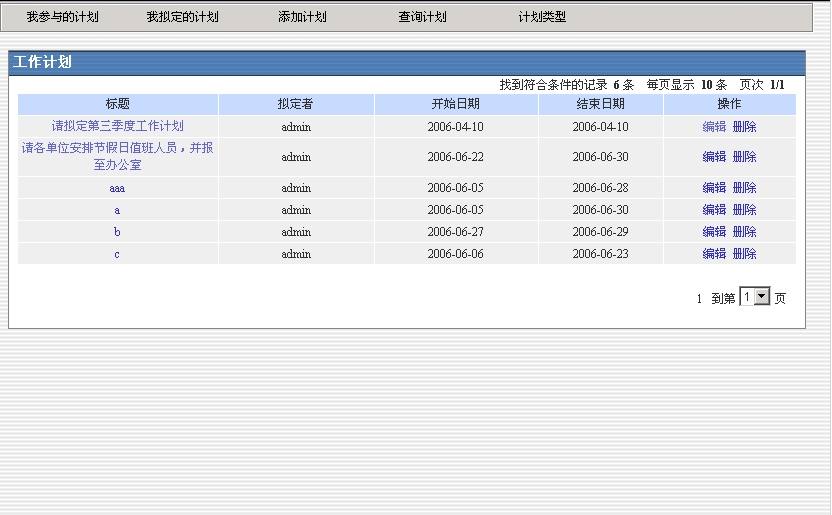 我参与的计划 我拟定的计划 添加计划 查询计划 计划类型
工作计划
找到符合条件的记录 6 条 每页显示 10 条 页次 1/1
标题 拟定者 开始日期 结束日期 操作
请拟定第三季度工作计划 admin 2006-04-10 2006-04-10 编辑 删除
请各单位安排节假日值班人员，并报
至办公室 admin 2006-06-22 2006-06-30 编辑 删除
aaa admin 2006-06-05 2006-06-28 编辑 删除
a admin 2006-06-05 2006-06-30 编辑 删除
b admin 2006-06-27 2006-06-29 编辑 删除
c admin 2006-06-06 2006-06-23 编辑 删除
1 到第 1 页